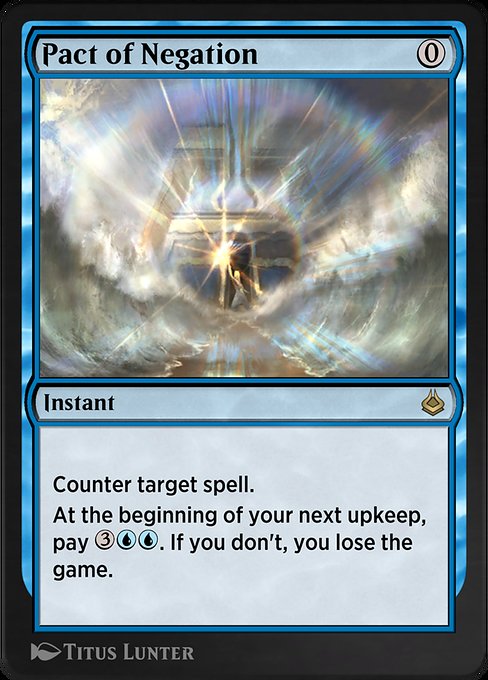 Pact of Negation 0
Instant
Counter target spell.
At the beginning of your next upkeep,
pay 3. If you don't, you lose the
game.
Titus Lunter